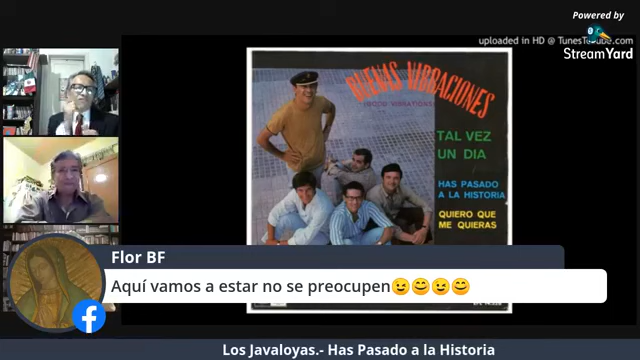 Powered by
StreamYard
uploaded in HD @ TunesToTube.com
BUENAS VIBRACIONES
(GOOD VIBRATIONS)
TAL VEZ
UN DIA
HAS PASADO
A LA HISTORIA
QUIERO QUE
ME QUIERAS
Flor BF
Aquí vamos a estar no se preocupen😉😄😉😄
Los Javaloyas.- Has Pasado a la Historia